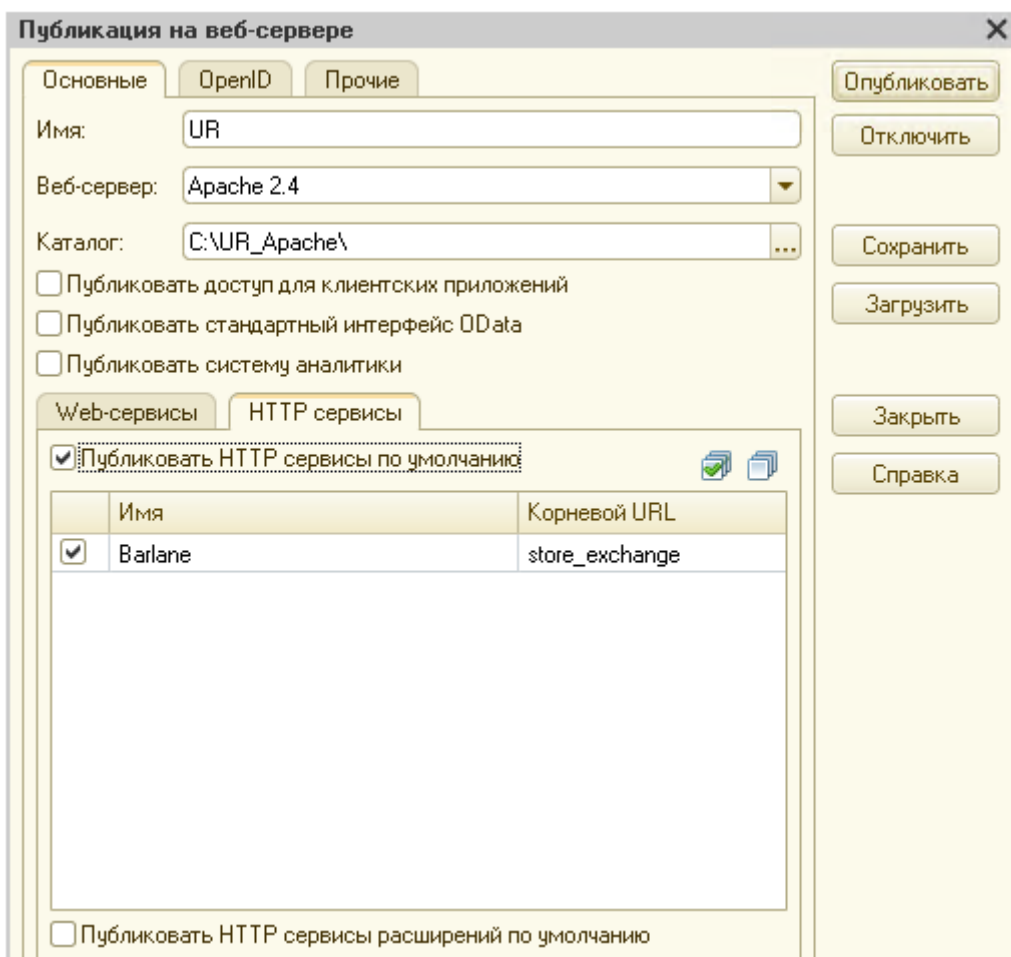 Публикация на веб-сервере
Основные OpenID Прочие
Опубликовать
Имя: UR
Отключить
Веб-сервер: Apache 2.4
Каталог: C:\UR_Apache\ ...
Сохранить
Публиковать доступ для клиентских приложений
Загрузить
Публиковать стандартный интерфейс OData
Публиковать систему аналитики
Web-сервисы HTTP сервисы
Закрыть
Публиковать HTTP сервисы по умолчанию
Справка
Имя Корневой URL
Barlane store_exchange
Публиковать HTTP сервисы расширений по умолчанию